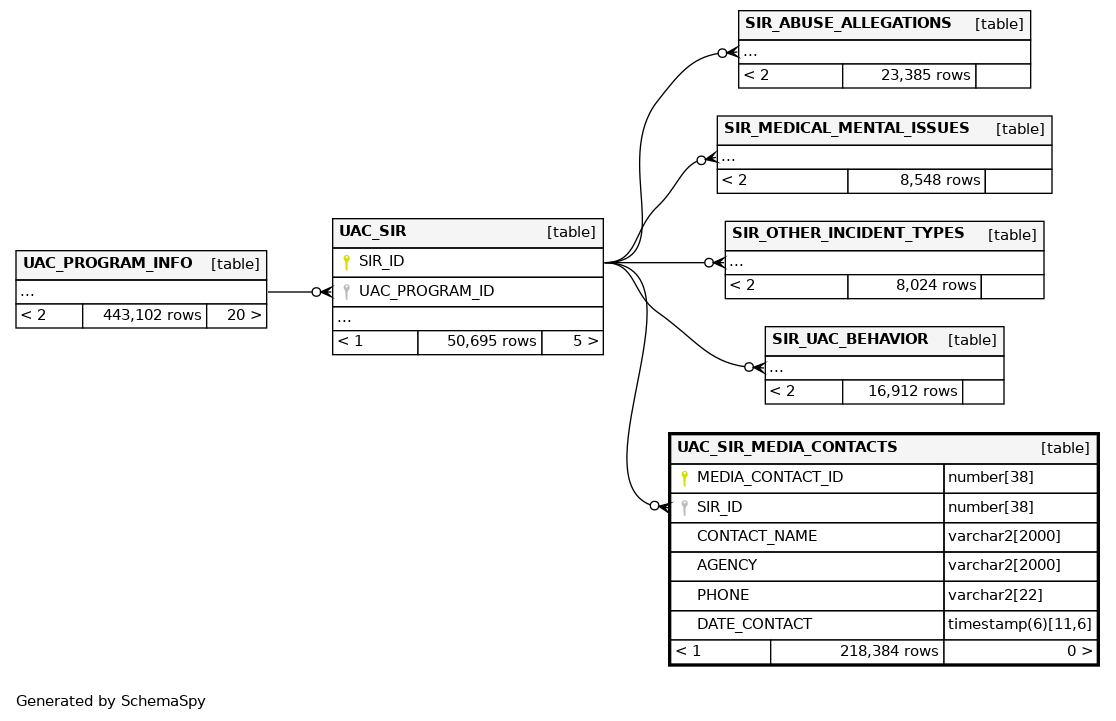 SIR_ABUSE_ALLEGATIONS [table]
...
< 2 23,385 rows
SIR_MEDICAL_MENTAL_ISSUES [table]
...
< 2 8,548 rows
UAC_SIR [table]
SIR_ID
UAC_PROGRAM_ID
...
< 1 50,695 rows 5 >
SIR_OTHER_INCIDENT_TYPES [table]
...
< 2 8,024 rows
UAC_PROGRAM_INFO [table]
...
< 2 443,102 rows 20 >
SIR_UAC_BEHAVIOR [table]
...
< 2 16,912 rows
UAC_SIR_MEDIA_CONTACTS [table]
MEDIA_CONTACT_ID number[38]
SIR_ID number[38]
CONTACT_NAME varchar2[2000]
AGENCY varchar2[2000]
PHONE varchar2[22]
DATE_CONTACT timestamp(6)[11,6]
< 1 218,384 rows 0 >
Generated by SchemaSpy